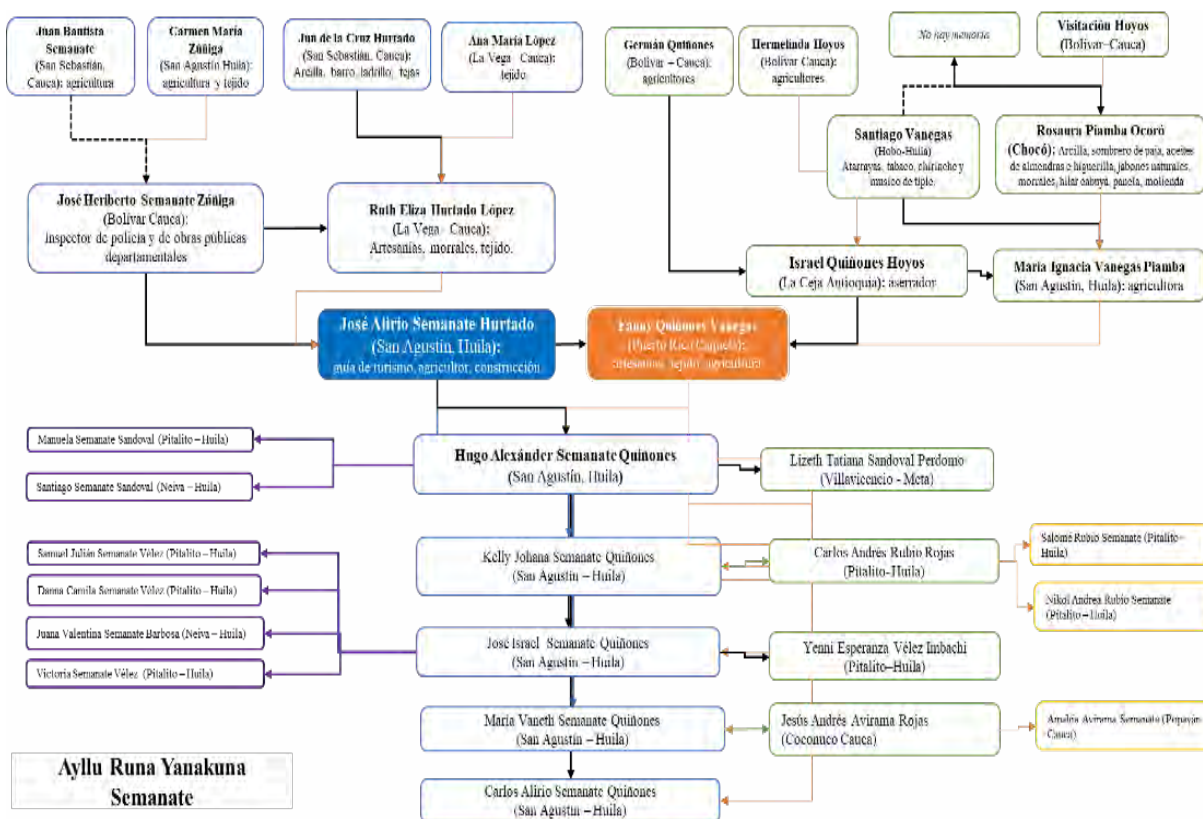 Juan Bautista
Semanate
(San Sebastián,
Cauca): agricultura
Carmen María
Zúñiga
(San Agustín Huila):
agricultura y tejido
Jun de la Cruz Hurtado
(San Sebastián, Cauca):
Arcilla, barro, ladrillo, tejas
Ana María López
(La Vega - Cauca):
tejido
Germán Quiñones
(Bolívar – Cauca):
agricultores
Hermelinda Hoyos
(Bolívar Cauca):
agricultores
No hay memoria
Visitación Hoyos
(Bolívar–Cauca)
Santiago Vanegas
(Hobo-Huila)
Atarrayas, tabaco, chirinche y
musico de tiple.
Rosaura Piamba Ocoró
(Chocó): Arcilla, sombrero de paja, aceites
de almendras e higuerilla, jabones naturales,
morrales, hilar cabuya, panela, molienda
José Heriberto Semanate Zúñiga
(Bolívar Cauca):
Inspector de policía y de obras públicas
departamentales
Ruth Eliza Hurtado López
(La Vega - Cauca):
Artesanías, morrales, tejido.
Israel Quiñones Hoyos
(La Ceja Antioquia): aserrador
María Ignacia Vanegas Piamba
(San Agustín, Huila): agricultora
José Alirio Semanate Hurtado
(San Agustín, Huila):
guía de turismo, agricultor, construcción
Fanny Quiñones Vanegas
(Puerto Rico Caquetá):
artesanías, tejido, agricultura
Manuela Semanate Sandoval (Pitalito – Huila)
Santiago Semanate Sandoval (Neiva – Huila)
Hugo Alexánder Semanate Quiñones
(San Agustín, Huila)
Lizeth Tatiana Sandoval Perdomo
(Villavicencio - Meta)
Samuel Julián Semanate Vélez (Pitalito – Huila)
Danna Camila Semanate Vélez (Pitalito – Huila)
Juana Valentina Semanate Barbosa (Neiva – Huila)
Victoria Semanate Vélez (Pitalito – Huila)
Kelly Johana Semanate Quiñones
(San Agustín – Huila)
Carlos Andrés Rubio Rojas
(Pitalito-Huila)
Salomé Rubio Semanate (Pitalito–
Huila)
Nikol Andrea Rubio Semanate
(Pitalito – Huila)
José Israel Semanate Quiñones
(San Agustín – Huila)
Yenni Esperanza Vélez Imbachi
(Pitalito–Huila)
María Vaneth Semanate Quiñones
(San Agustín – Huila)
Jesús Andrés Avirama Rojas
(Coconuco Cauca)
Amelia Avirama Semanate (Popayán-
Cauca)
Carlos Alirio Semanate Quiñones
(San Agustín – Huila)
Ayllu Runa Yanakuna
Semanate